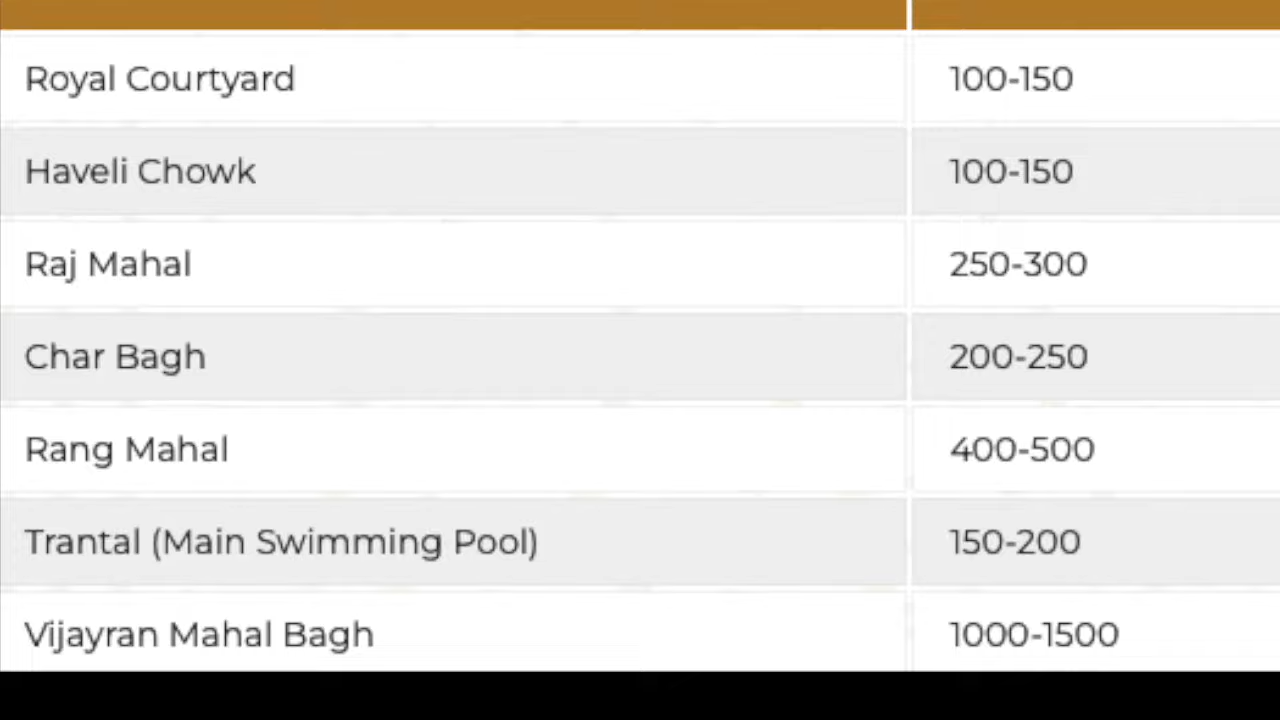 Royal Courtyard 100-150
Haveli Chowk 100-150
Raj Mahal 250-300
Char Bagh 200-250
Rang Mahal 400-500
Trantal (Main Swimming Pool) 150-200
Vijayran Mahal Bagh 1000-1500